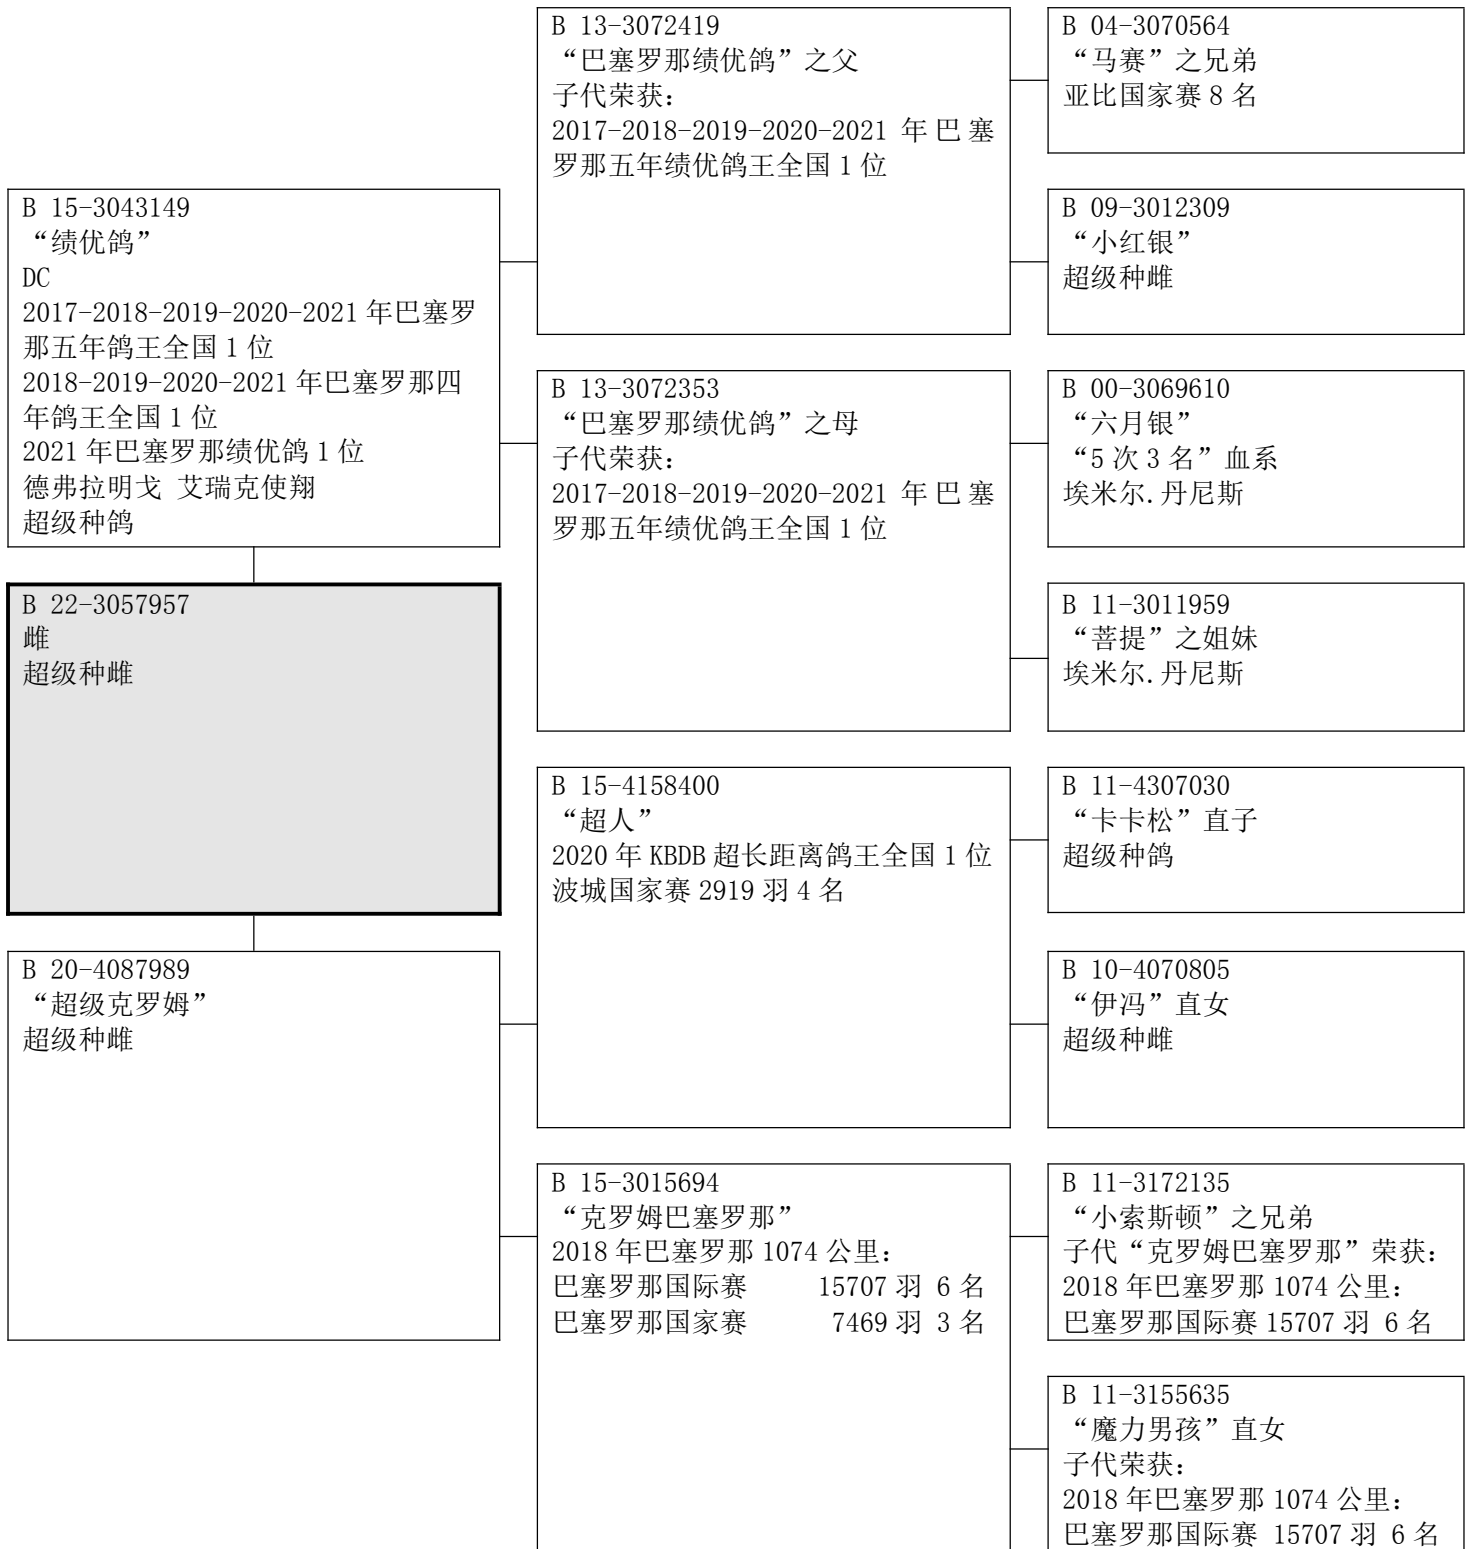 B 13-3072419
“巴塞罗那绩优鸽”之父
子代荣获：
2017-2018-2019-2020-2021 年巴塞
罗那五年绩优鸽王全国 1 位
B 04-3070564
“马赛”之兄弟
亚比国家赛 8 名
B 15-3043149
“绩优鸽”
DC
2017-2018-2019-2020-2021 年巴塞罗
那五年鸽王全国 1 位
2018-2019-2020-2021 年巴塞罗那四
年鸽王全国 1 位
2021 年巴塞罗那绩优鸽 1 位
德弗拉明戈 艾瑞克使翔
超级种鸽
B 09-3012309
“小红银”
超级种雌
B 13-3072353
“巴塞罗那绩优鸽”之母
子代荣获：
2017-2018-2019-2020-2021 年巴塞
罗那五年绩优鸽王全国 1 位
B 00-3069610
“六月银”
“5 次 3 名”血系
埃米尔.丹尼斯
B 22-3057957
雌
超级种雌
B 11-3011959
“菩提”之姐妹
埃米尔.丹尼斯
B 15-4158400
“超人”
2020 年 KBDB 超长距离鸽王全国 1 位
波城国家赛 2919 羽 4 名
B 11-4307030
“卡卡松”直子
超级种鸽
B 20-4087989
“超级克罗姆”
超级种雌
B 10-4070805
“伊冯”直女
超级种雌
B 15-3015694
“克罗姆巴塞罗那”
2018 年巴塞罗那 1074 公里：
巴塞罗那国际赛 15707 羽 6 名
巴塞罗那国家赛 7469 羽 3 名
B 11-3172135
“小索斯顿”之兄弟
子代“克罗姆巴塞罗那”荣获：
2018 年巴塞罗那 1074 公里：
巴塞罗那国际赛 15707 羽 6 名
B 11-3155635
“魔力男孩”直女
子代荣获：
2018 年巴塞罗那 1074 公里：
巴塞罗那国际赛 15707 羽 6 名